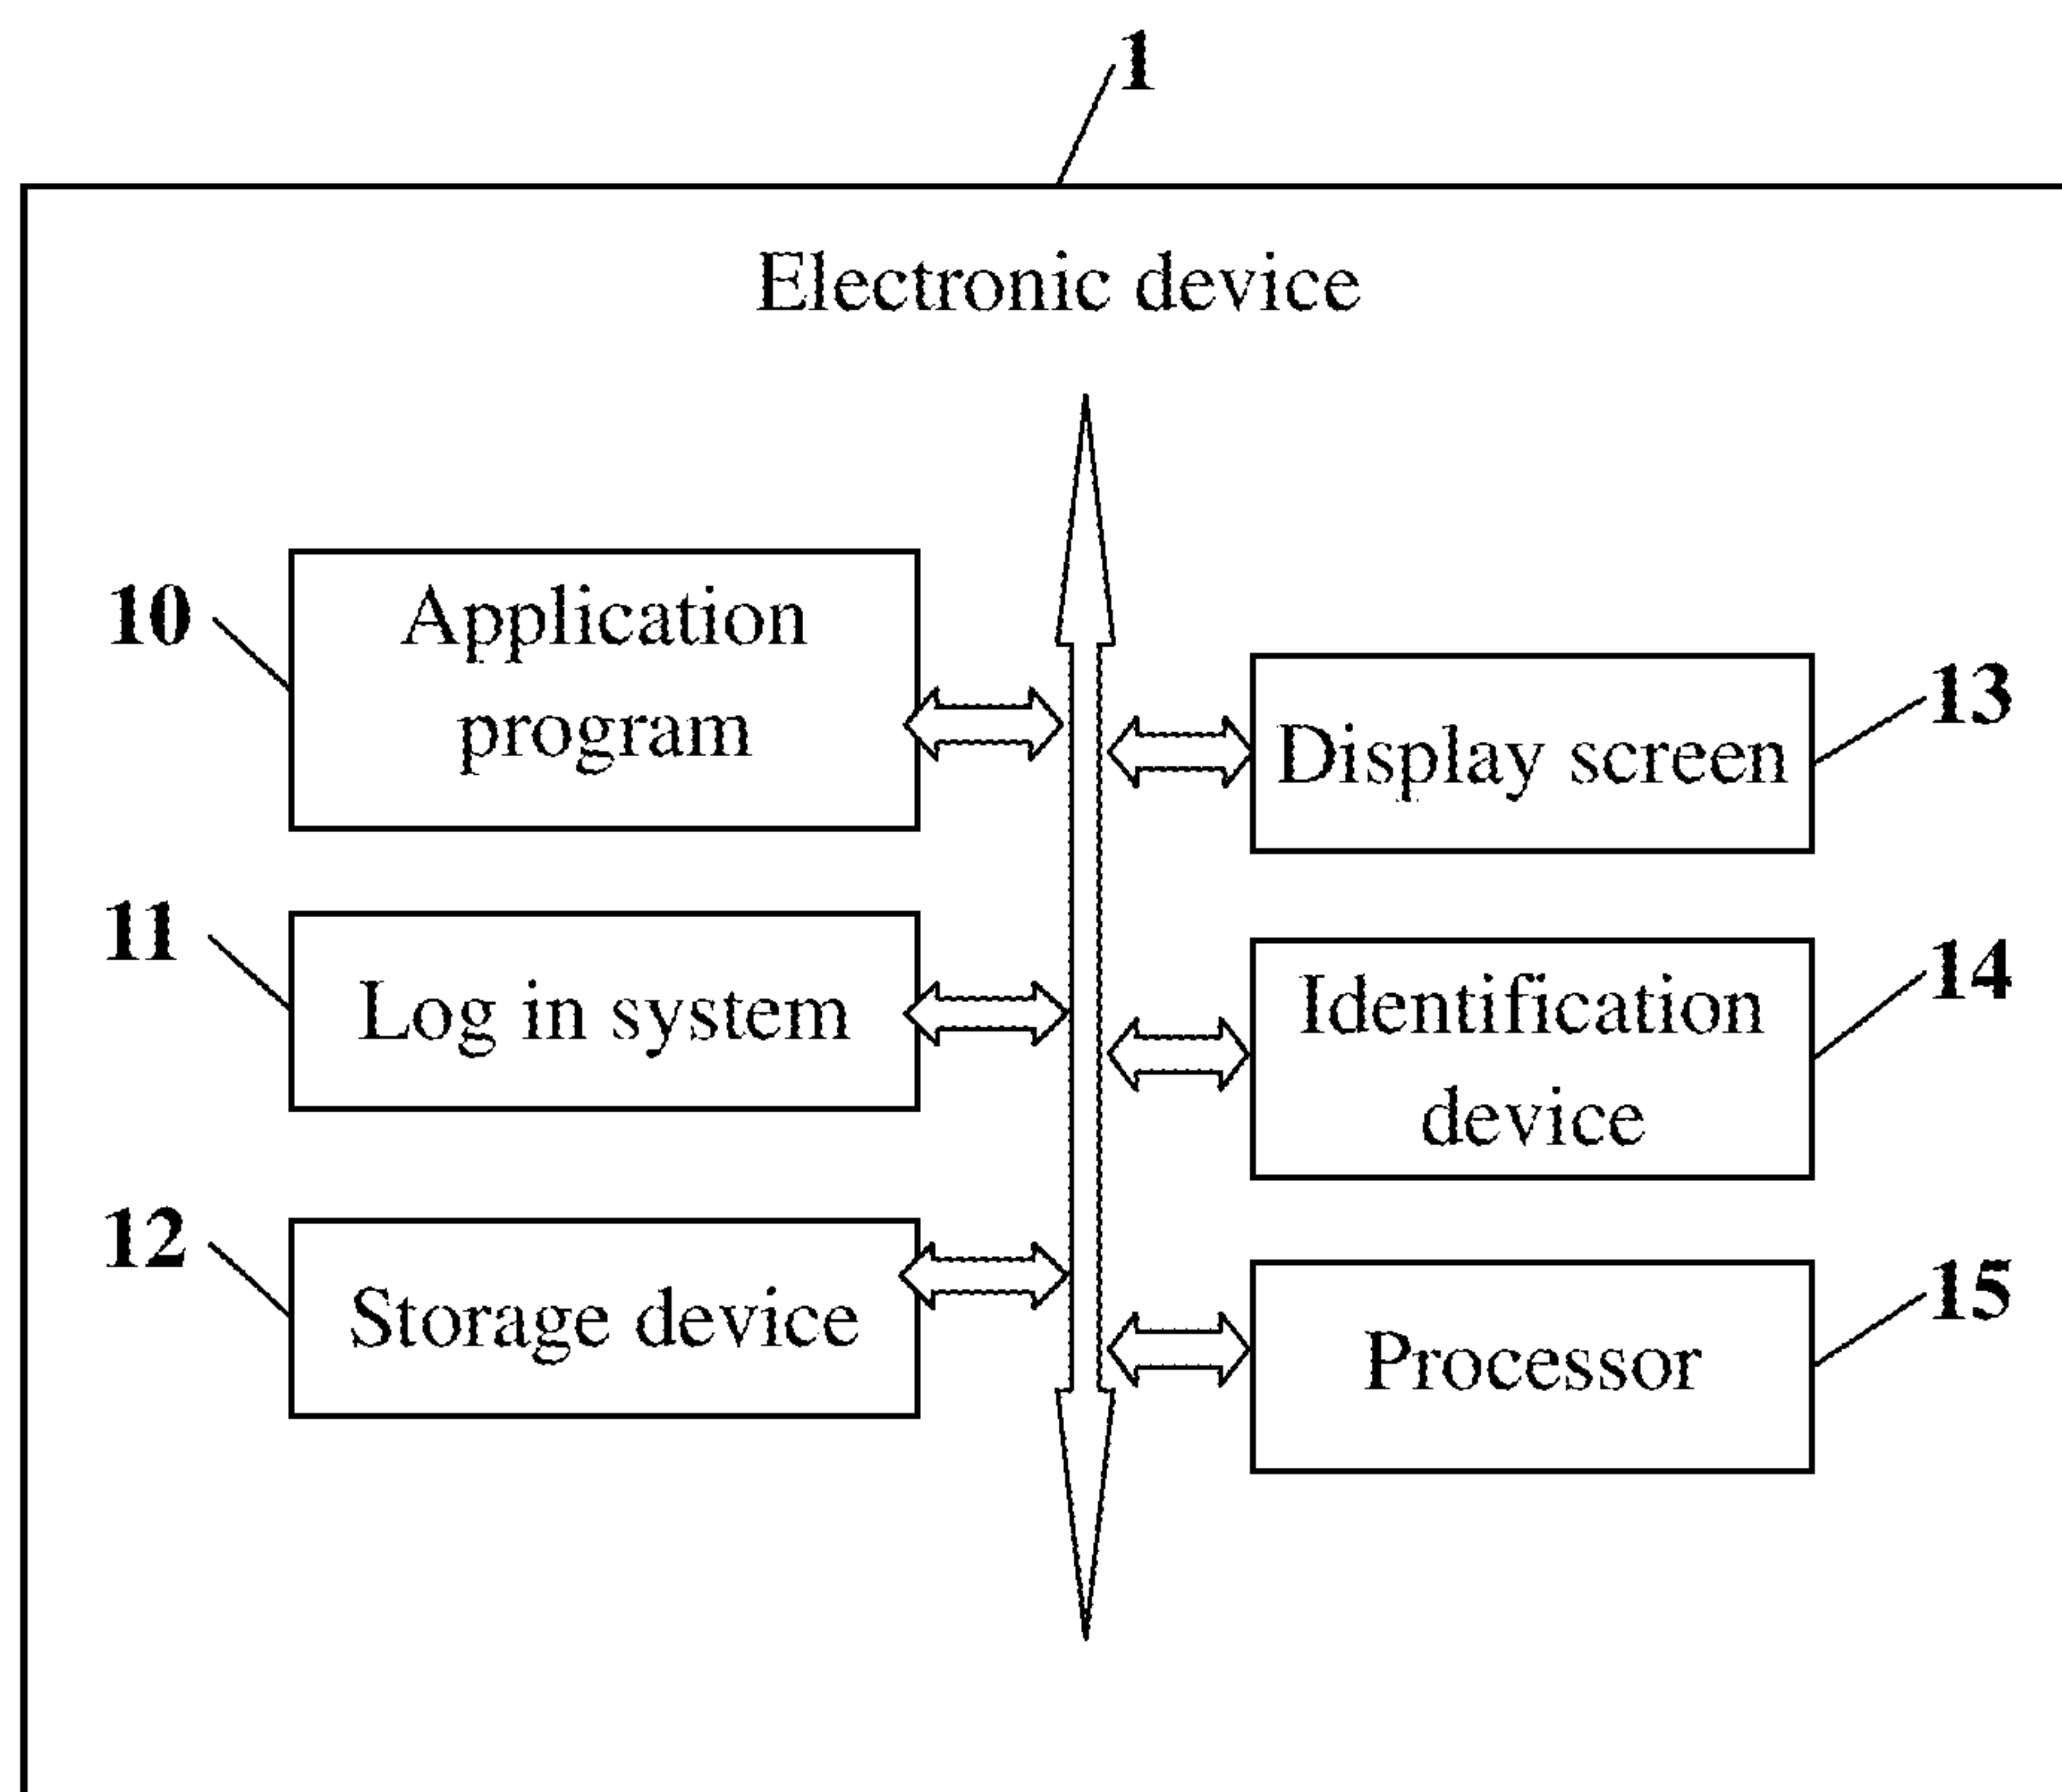 1
Electronic device
10
Application
program
11
Log in system
12
Storage device
13
Display screen
14
Identification
device
15
Processor